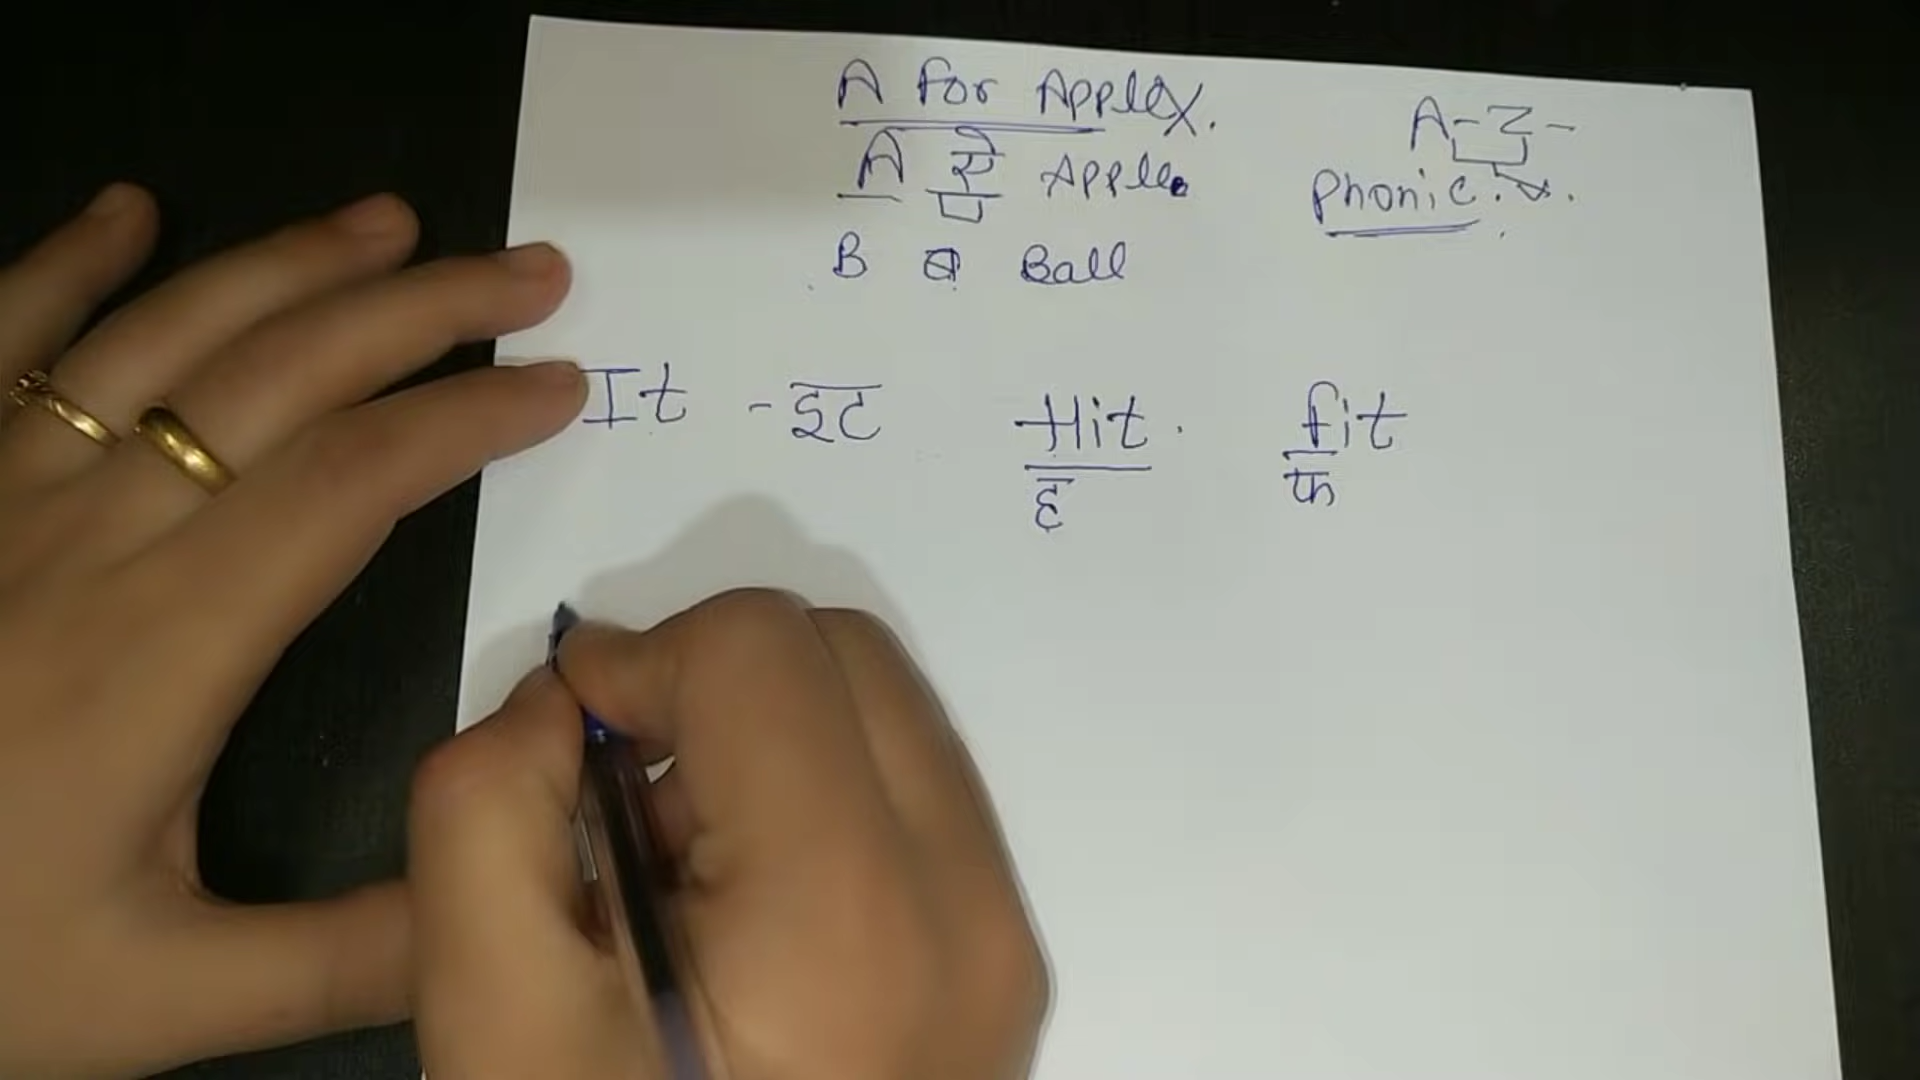 A for Apple X.
A ऐ Apple
B ब Ball
A-Z-
Phonic.
It - इट
Hit.
ह
fit
फ